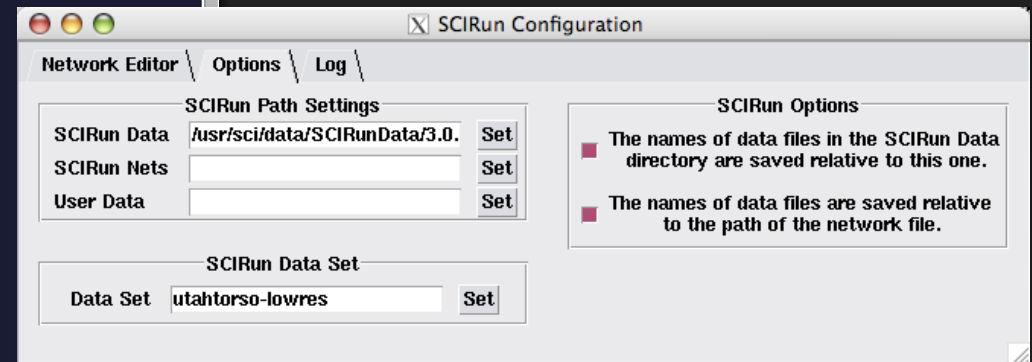 SCIRun Configuration
Network Editor
Options
Log
SCIRun Path Settings
SCIRun Data /usr/sci/data/SCIRunData/3.0. Set
SCIRun Nets Set
User Data Set
SCIRun Data Set
Data Set utahtorso-lowres Set
SCIRun Options
The names of data files in the SCIRun Data
directory are saved relative to this one.
The names of data files are saved relative
to the path of the network file.